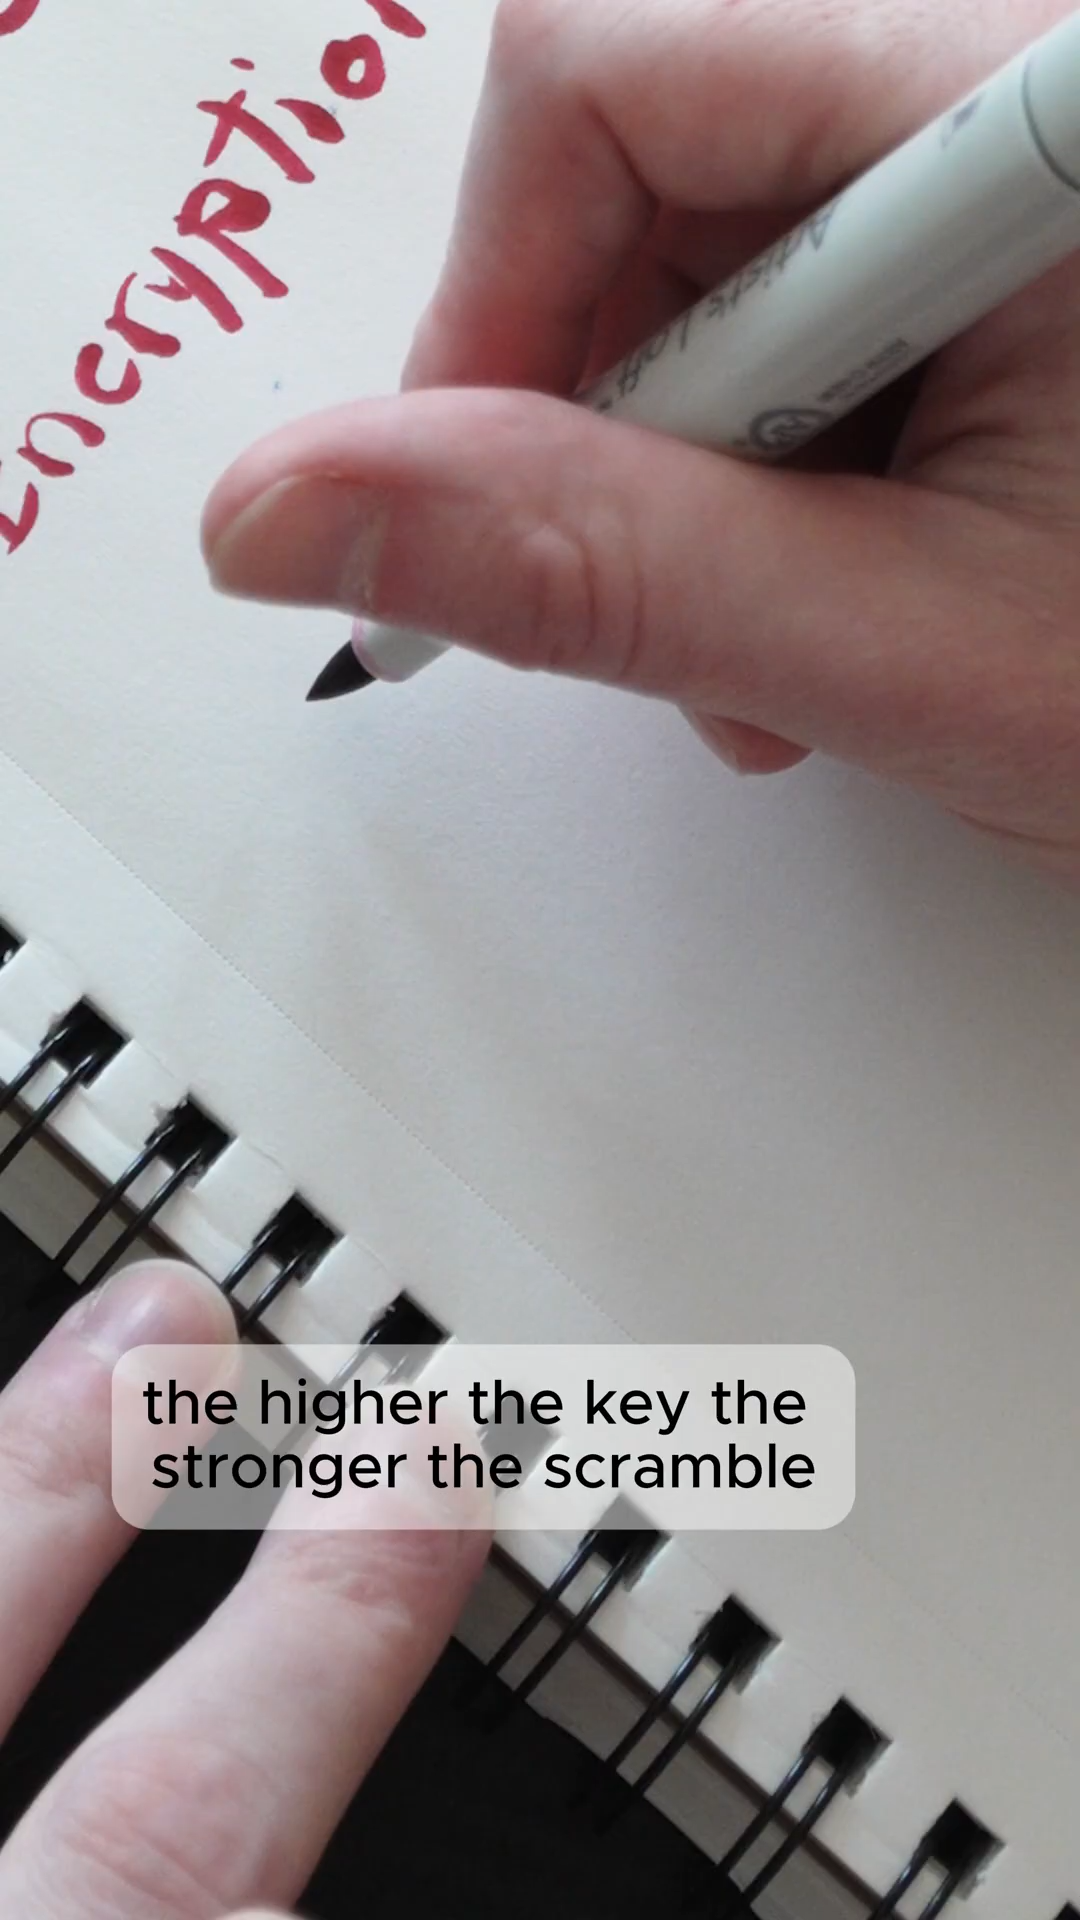 Encryption
the higher the key the
stronger the scramble